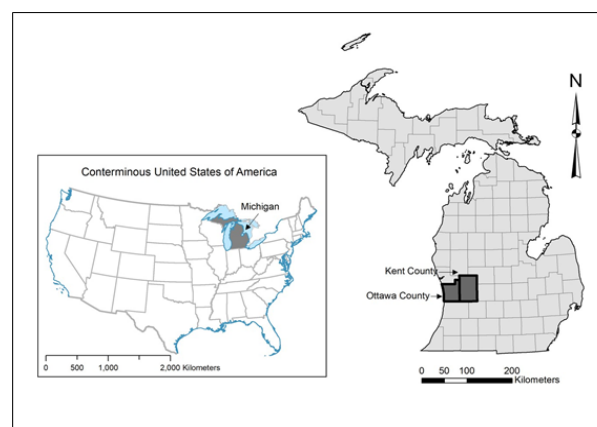 N
Conterminous United States of America
Michigan
Kent County
Ottawa County
0 500 1,000 2,000 Kilometers
0 50 100 200
Kilometers